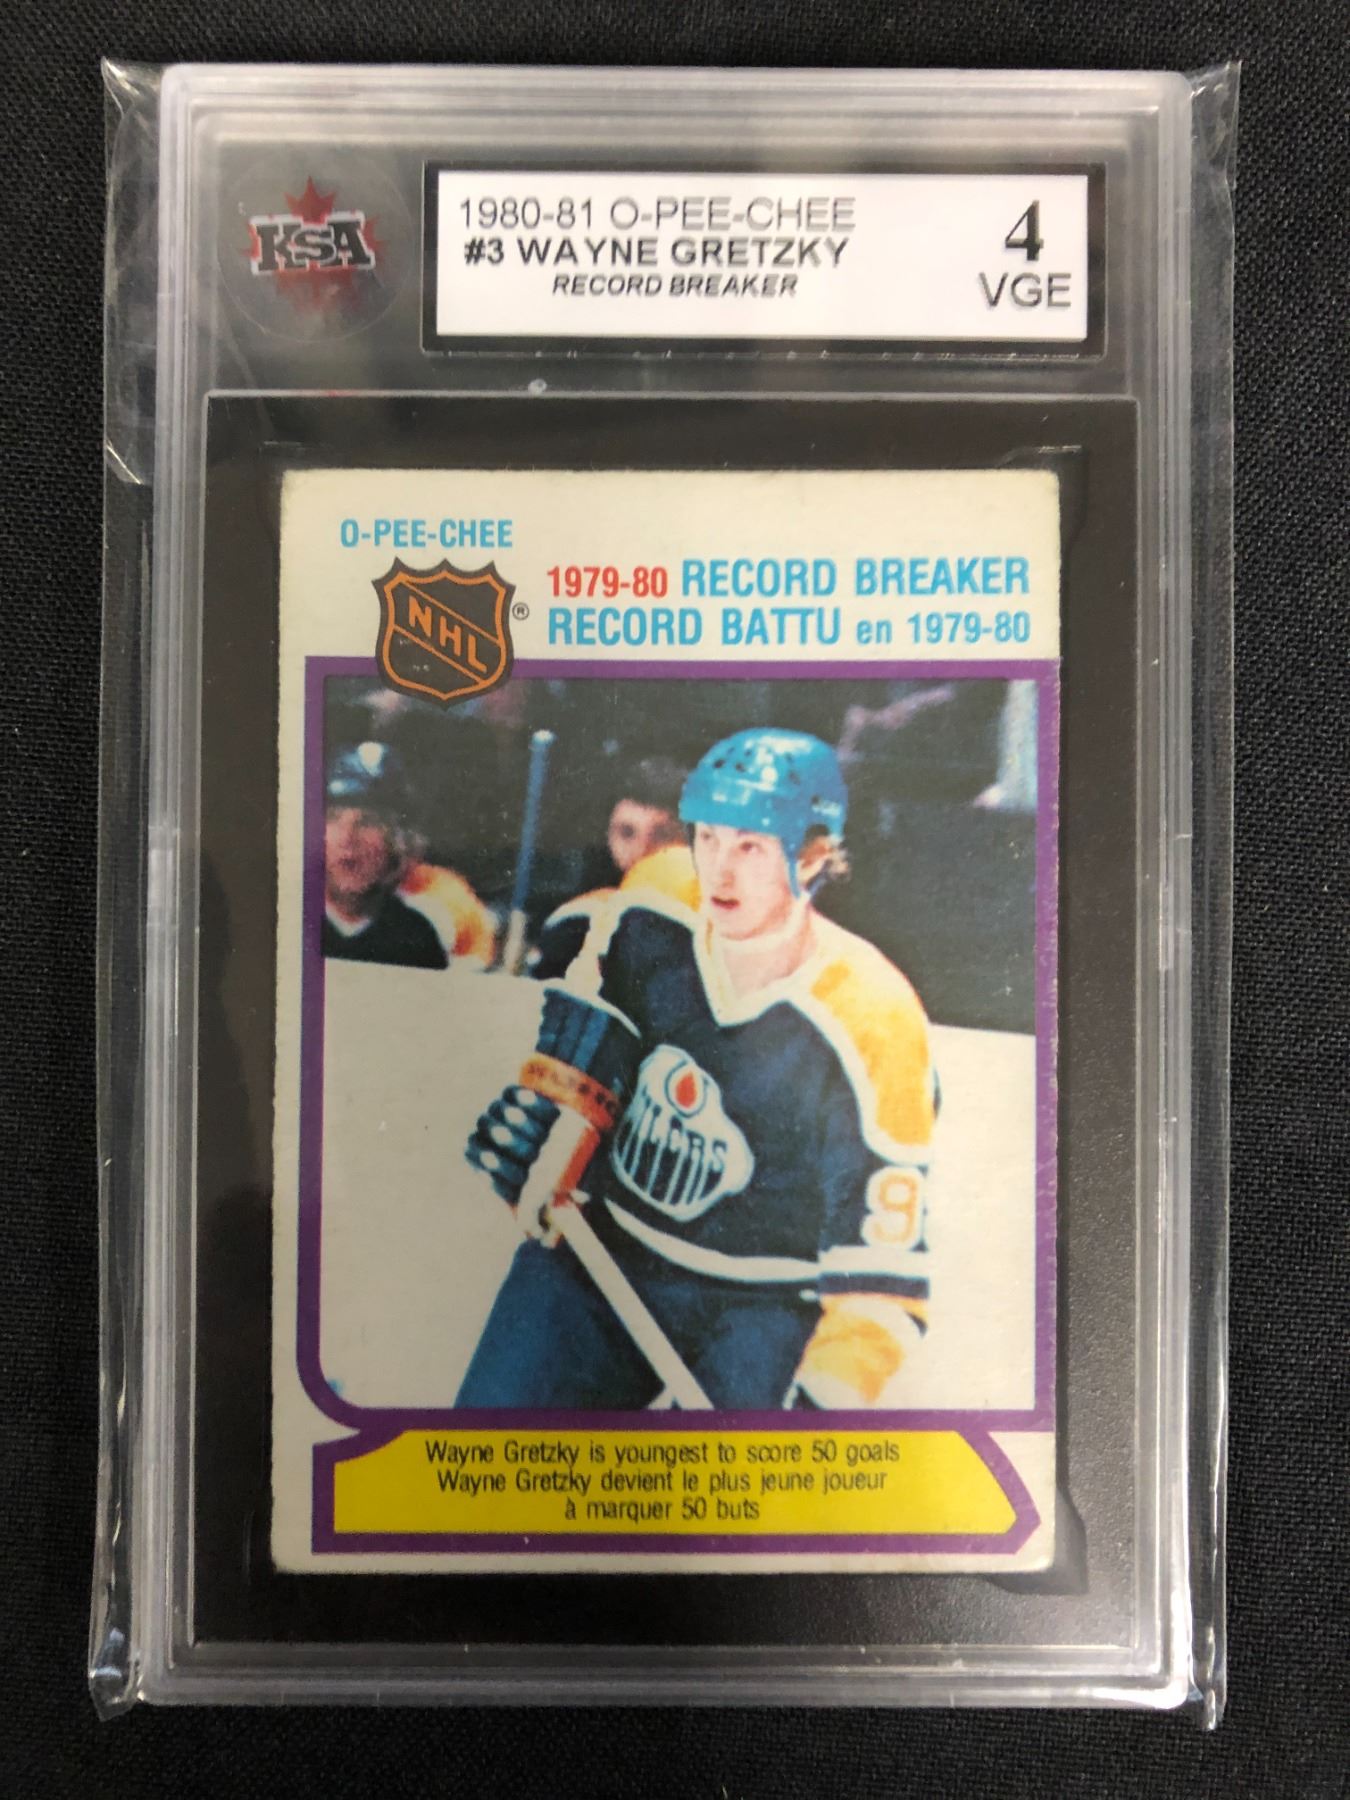 KSA
1980-81 O-PEE-CHEE
#3 WAYNE GRETZKY
RECORD BREAKER
4
VGE
O-PEE-CHEE
NHL ®
1979-80 RECORD BREAKER
RECORD BATTU en 1979-80
OILERS
9
Wayne Gretzky is youngest to score 50 goals
Wayne Gretzky devient le plus jeune joueur
à marquer 50 buts